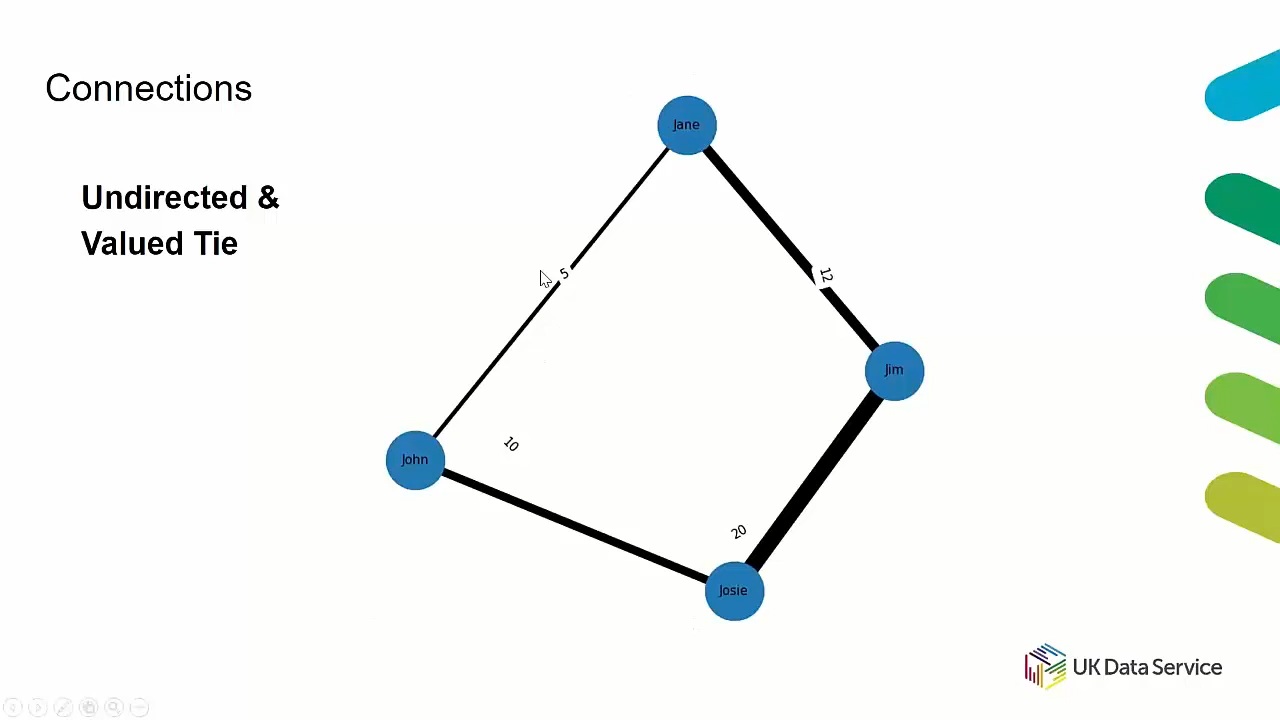 Connections
Undirected &
Valued Tie
Jane
5
12
Jim
10
John
20
Josie
UK Data Service